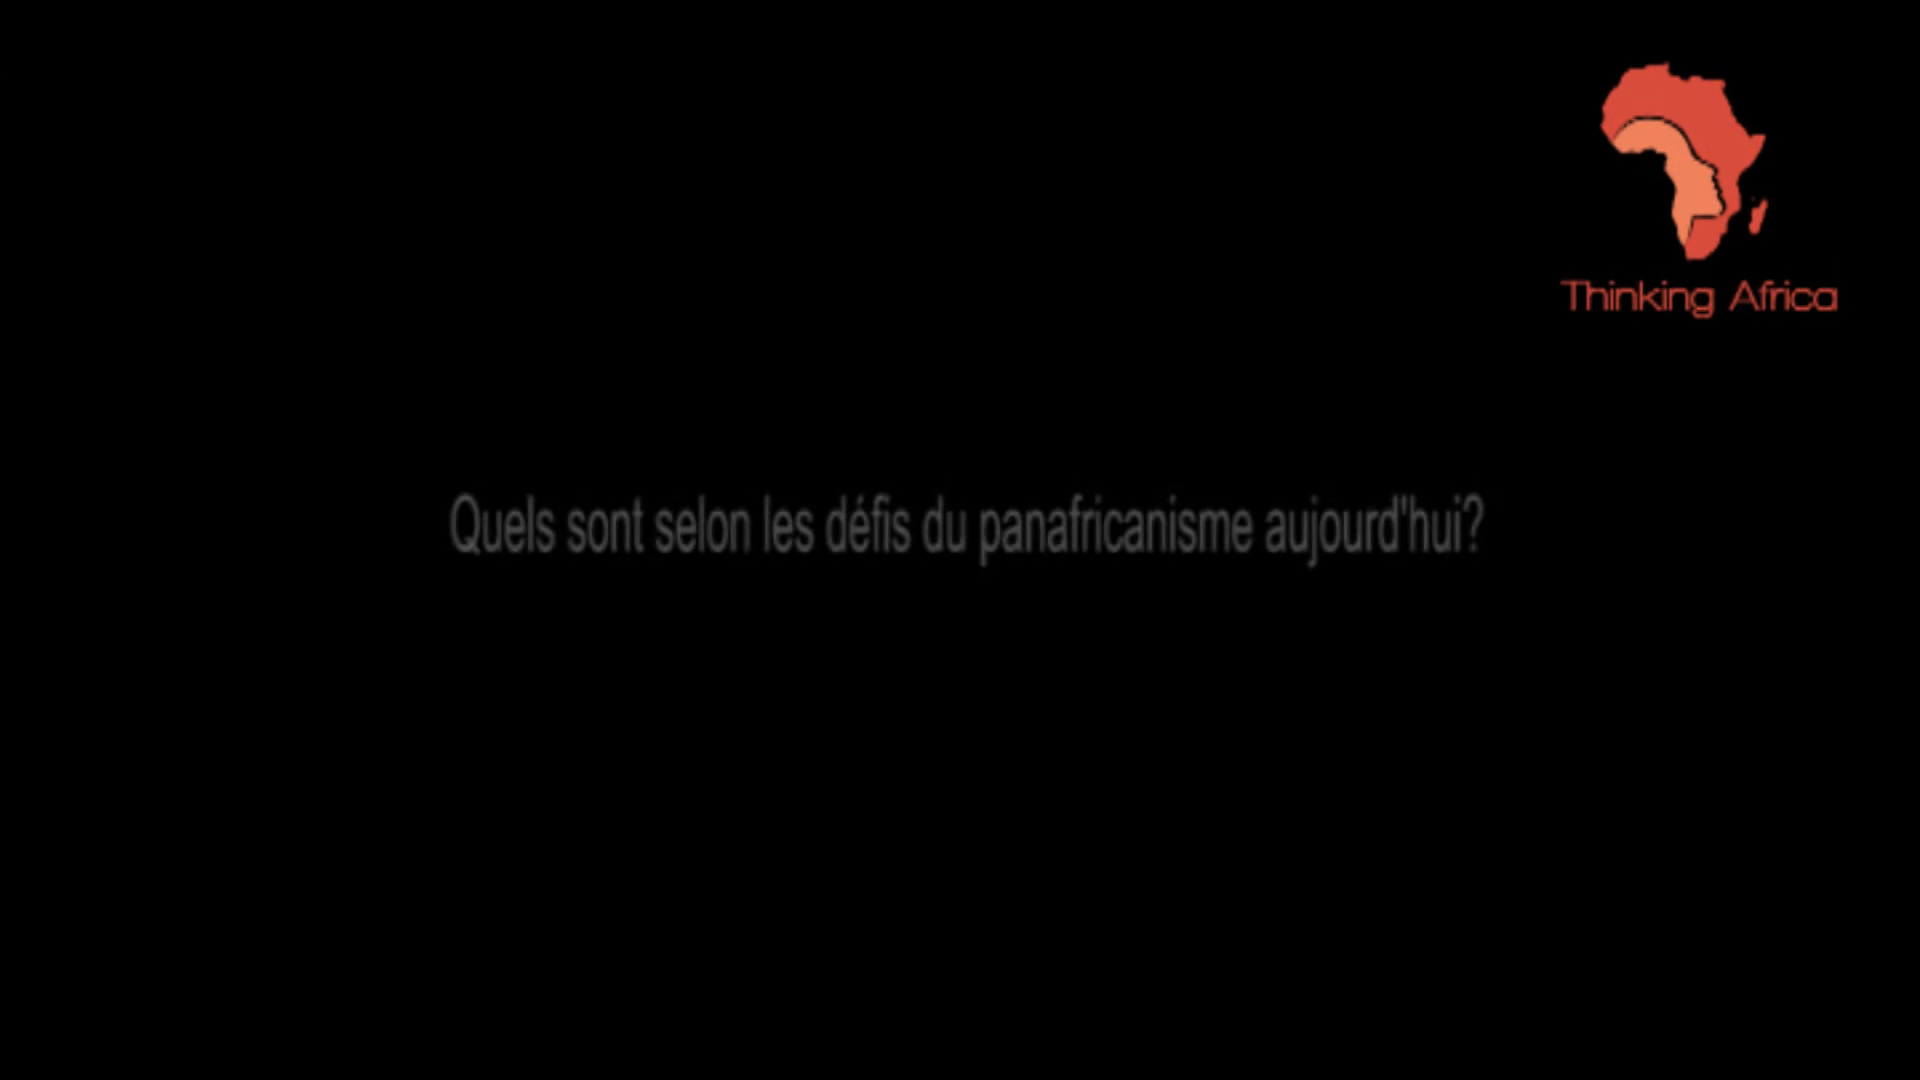 Thinking Africa
Quels sont selon les défis du panafricanisme aujourd'hui?